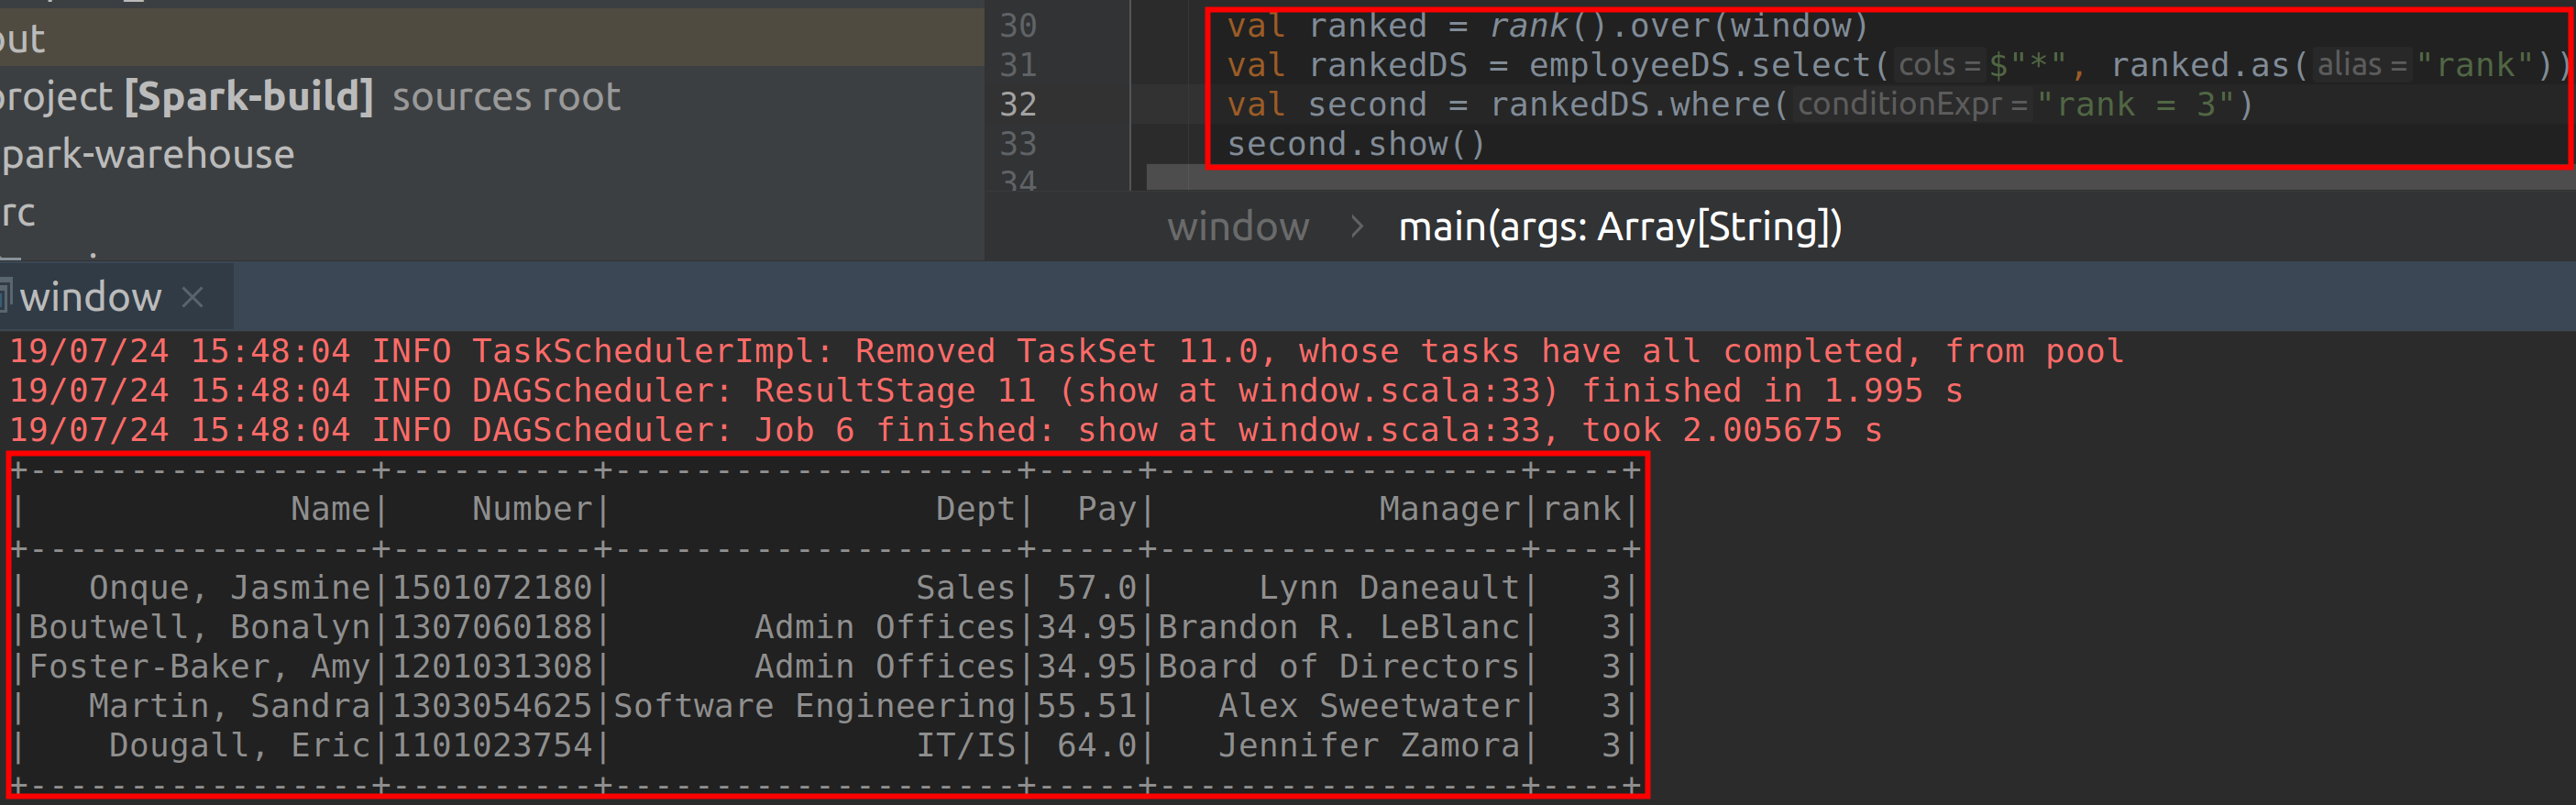 out
project [Spark-build] sources root
spark-warehouse
src
30 val ranked = rank().over(window)
31 val rankedDS = employeeDS.select( cols = $"*", ranked.as( alias = "rank"))
32 val second = rankedDS.where( conditionExpr = "rank = 3")
33 second.show()
34
window > main(args: Array[String])
window ×
19/07/24 15:48:04 INFO TaskSchedulerImpl: Removed TaskSet 11.0, whose tasks have all completed, from pool
19/07/24 15:48:04 INFO DAGScheduler: ResultStage 11 (show at window.scala:33) finished in 1.995 s
19/07/24 15:48:04 INFO DAGScheduler: Job 6 finished: show at window.scala:33, took 2.005675 s
+-----------------+----------+--------------------+-----+------------------+----+
|             Name|    Number|                Dept|  Pay|           Manager|rank|
+-----------------+----------+--------------------+-----+------------------+----+
|   Onque, Jasmine|1501072180|               Sales| 57.0|     Lynn Daneault|   3|
|Boutwell, Bonalyn|1307060188|       Admin Offices|34.95|Brandon R. LeBlanc|   3|
|Foster-Baker, Amy|1201031308|       Admin Offices|34.95|Board of Directors|   3|
|   Martin, Sandra|1303054625|Software Engineering|55.51|   Alex Sweetwater|   3|
|    Dougall, Eric|1101023754|               IT/IS| 64.0|   Jennifer Zamora|   3|
+-----------------+----------+--------------------+-----+------------------+----+